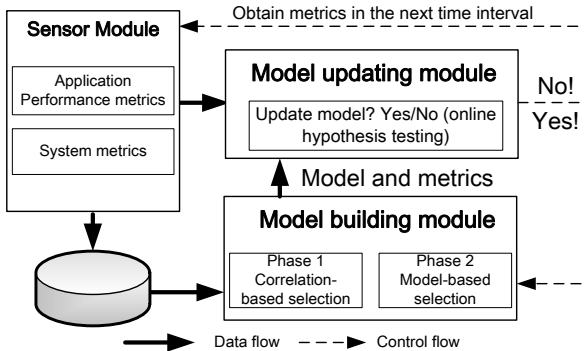 Obtain metrics in the next time interval
Sensor Module
Application
Performance metrics
System metrics
Model updating module
Update model? Yes/No (online
hypothesis testing)
No!
Yes!
Model and metrics
Model building module
Phase 1
Correlation-
based selection
Phase 2
Model-based
selection
Data flow
Control flow